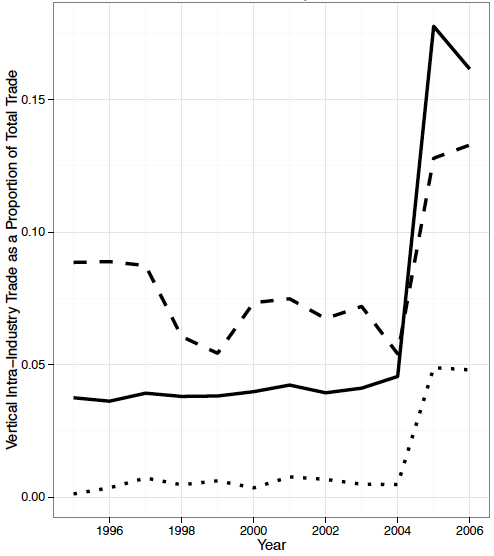 Vertical Intra−Industry Trade as a Proportion of Total Trade
0.15
0.10
0.05
0.00
1996 1998 2000 2002 2004 2006
Year